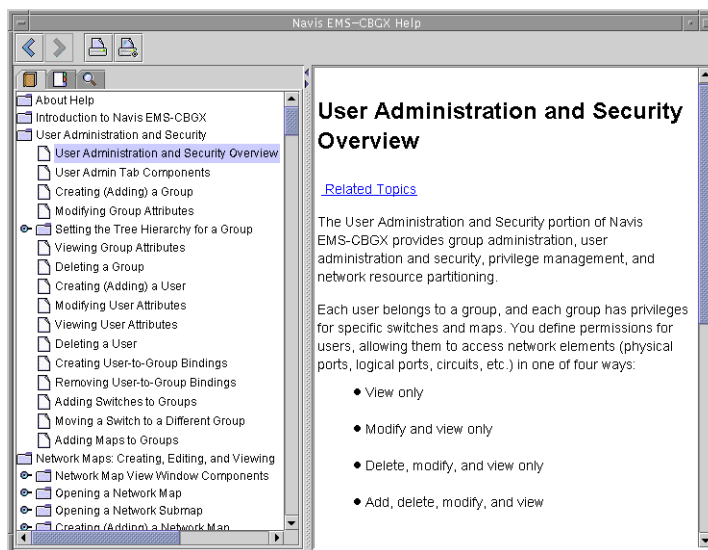 Navis EMS-CBGX Help
About Help
Introduction to Navis EMS-CBGX
User Administration and Security
User Administration and Security Overview
User Admin Tab Components
Creating (Adding) a Group
Modifying Group Attributes
Setting the Tree Hierarchy for a Group
Viewing Group Attributes
Deleting a Group
Creating (Adding) a User
Modifying User Attributes
Viewing User Attributes
Deleting a User
Creating User-to-Group Bindings
Removing User-to-Group Bindings
Adding Switches to Groups
Moving a Switch to a Different Group
Adding Maps to Groups
Network Maps: Creating, Editing, and Viewing
Network Map View Window Components
Opening a Network Map
Opening a Network Submap
Creating (Adding) a Network Map
User Administration and Security
Overview
Related Topics
The User Administration and Security portion of Navis
EMS-CBGX provides group administration, user
administration and security, privilege management, and
network resource partitioning.
Each user belongs to a group, and each group has privileges
for specific switches and maps. You define permissions for
users, allowing them to access network elements (physical
ports, logical ports, circuits, etc.) in one of four ways:
● View only
● Modify and view only
● Delete, modify, and view only
● Add, delete, modify, and view